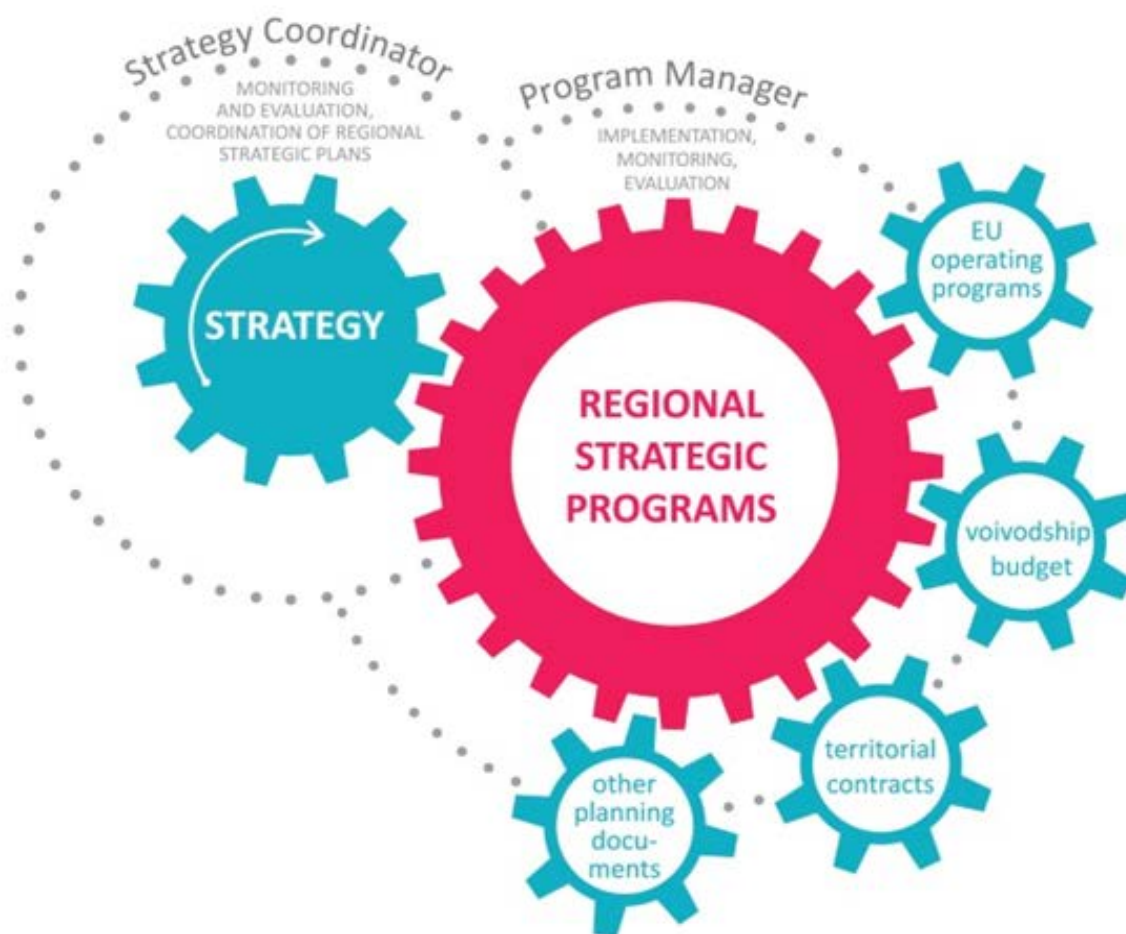 Strategy Coordinator
MONITORING
AND EVALUATION,
COORDINATION OF REGIONAL
STRATEGIC PLANS
Program Manager
IMPLEMENTATION,
MONITORING,
EVALUATION
STRATEGY
REGIONAL
STRATEGIC
PROGRAMS
EU
operating
programs
voivodship
budget
territorial
contracts
other
planning
docu-
ments